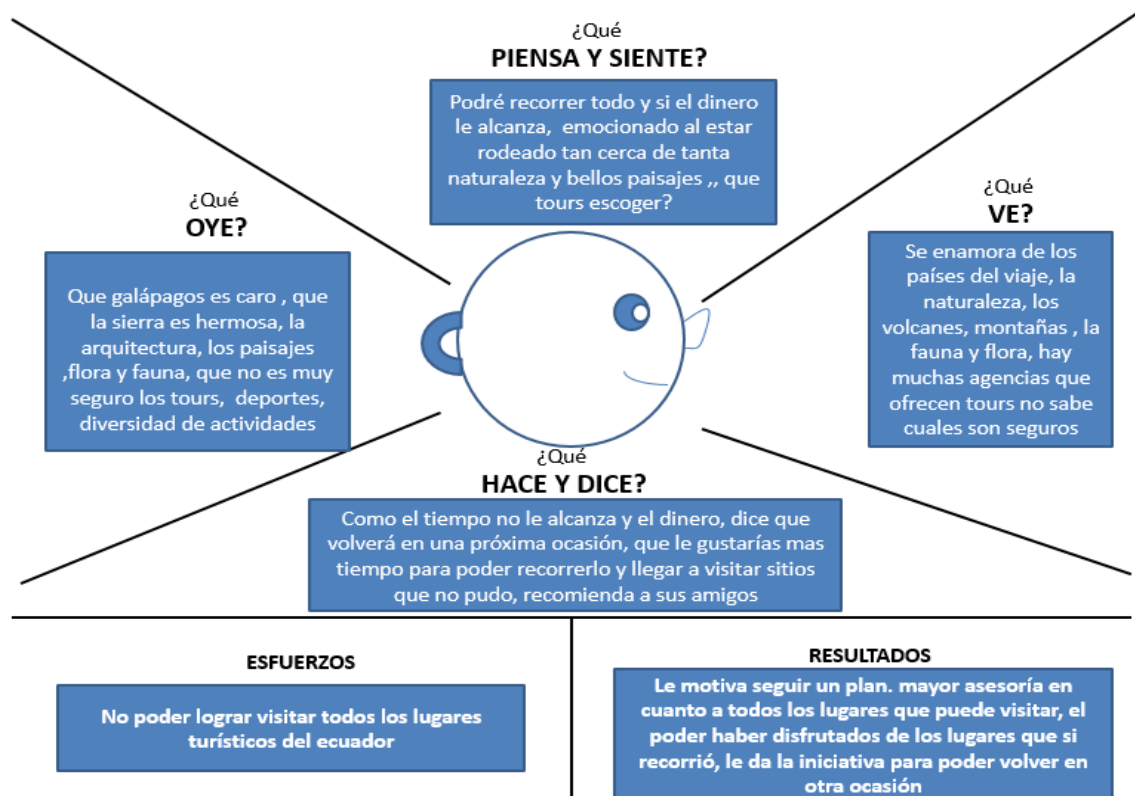 ¿Qué
PIENSA Y SIENTE?
Podré recorrer todo y si el dinero
le alcanza,  emocionado al estar
rodeado tan cerca de tanta
naturaleza y bellos paisajes ,, que
tours escoger?
¿Qué
OYE?
Que galápagos es caro , que
la sierra es hermosa, la
arquitectura, los paisajes
,flora y fauna, que no es muy
seguro los tours,  deportes,
diversidad de actividades
¿Qué
VE?
Se enamora de los
países del viaje, la
naturaleza, los
volcanes, montañas , la
fauna y flora, hay
muchas agencias que
ofrecen tours no sabe
cuales son seguros
¿Qué
HACE Y DICE?
Como el tiempo no le alcanza y el dinero, dice que
volverá en una próxima ocasión, que le gustarías mas
tiempo para poder recorrerlo y llegar a visitar sitios
que no pudo, recomienda a sus amigos
ESFUERZOS
No poder lograr visitar todos los lugares
turísticos del ecuador
RESULTADOS
Le motiva seguir un plan. mayor asesoría en
cuanto a todos los lugares que puede visitar, el
poder haber disfrutados de los lugares que si
recorrió, le da la iniciativa para poder volver en
otra ocasión